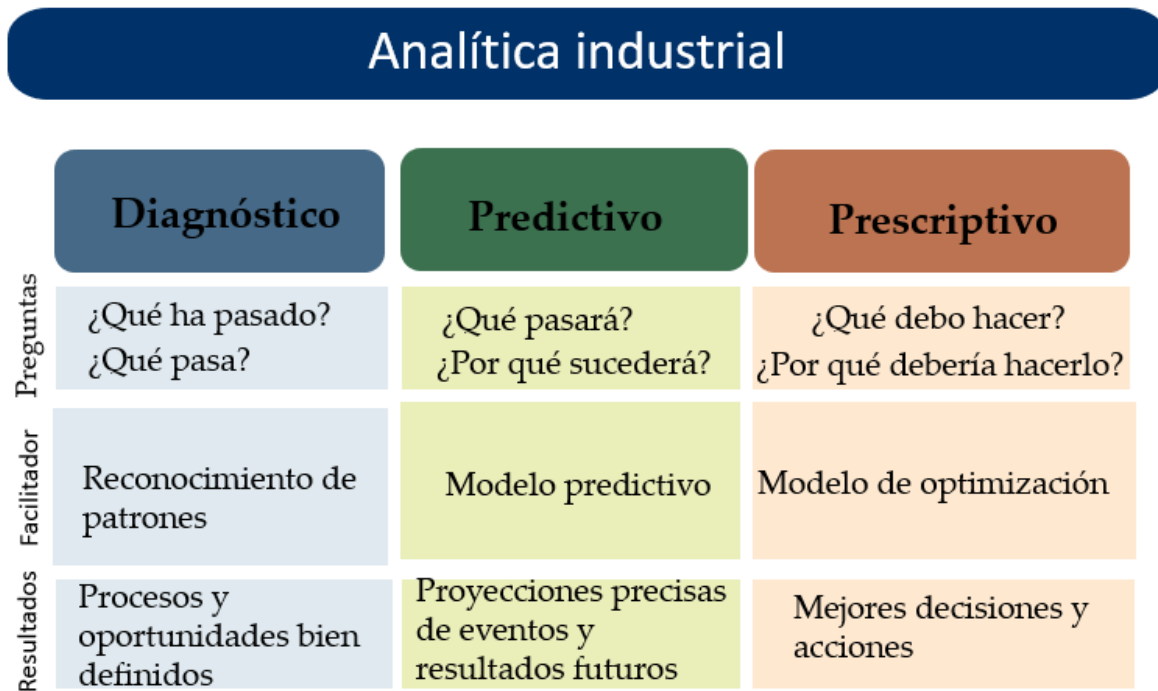 Analítica industrial
Diagnóstico
Predictivo
Prescriptivo
Preguntas
¿Qué ha pasado?
¿Qué pasa?
¿Qué pasará?
¿Por qué sucederá?
¿Qué debo hacer?
¿Por qué debería hacerlo?
Facilitador
Reconocimiento de
patrones
Modelo predictivo
Modelo de optimización
Resultados
Procesos y
oportunidades bien
definidos
Proyecciones precisas
de eventos y
resultados futuros
Mejores decisiones y
acciones